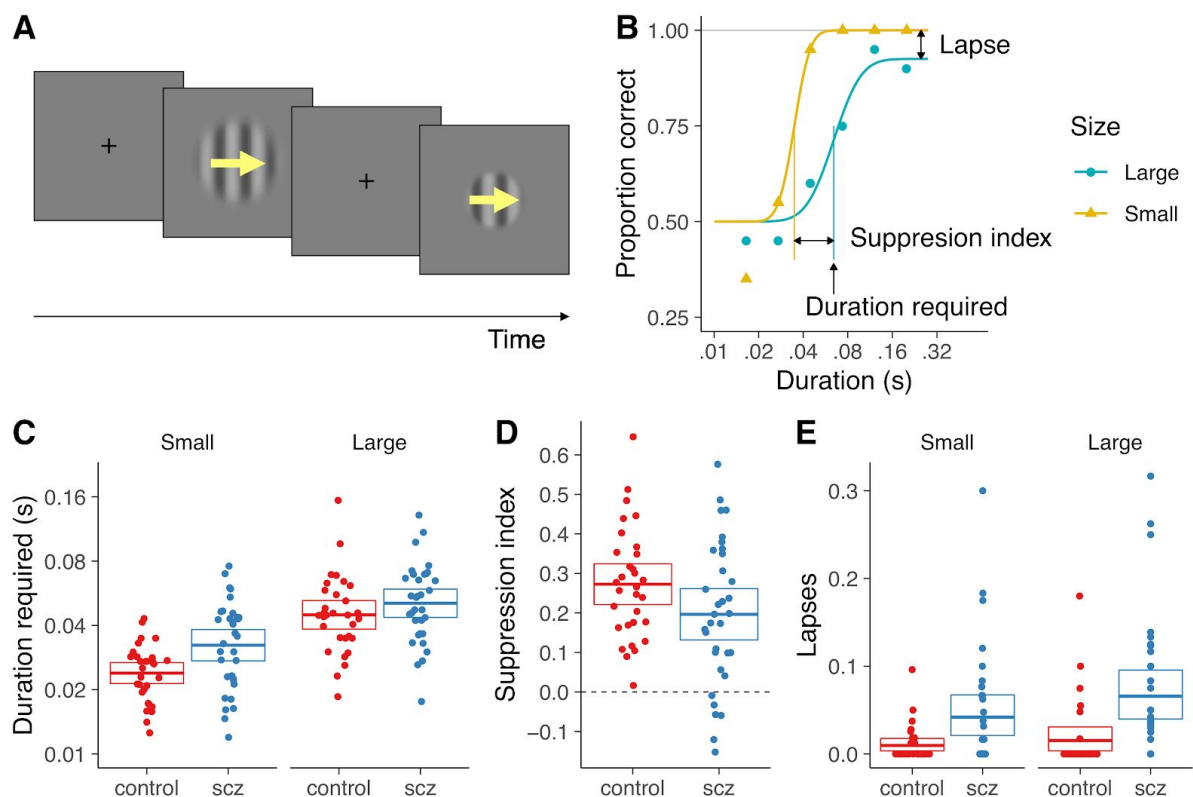 A
+
+
Time
B
Proportion correct
1.00
0.75
0.50
0.25
Lapse
Suppresion index
Duration required
.01 .02 .04 .08 .16 .32
Duration (s)
Size
Large
Small
C
Small Large
Duration required (s)
0.16
0.08
0.04
0.02
0.01
control scz control scz
D
Suppression index
0.6
0.5
0.4
0.3
0.2
0.1
0.0
−0.1
control scz
E
Small Large
Lapses
0.3
0.2
0.1
0.0
control scz control scz